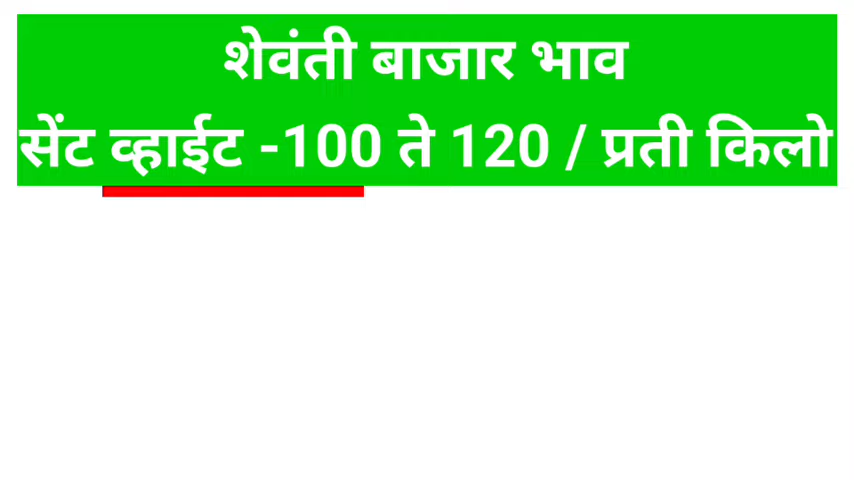 शेवंती बाजार भाव
सेंट व्हाईट -100 ते 120 / प्रती किलो